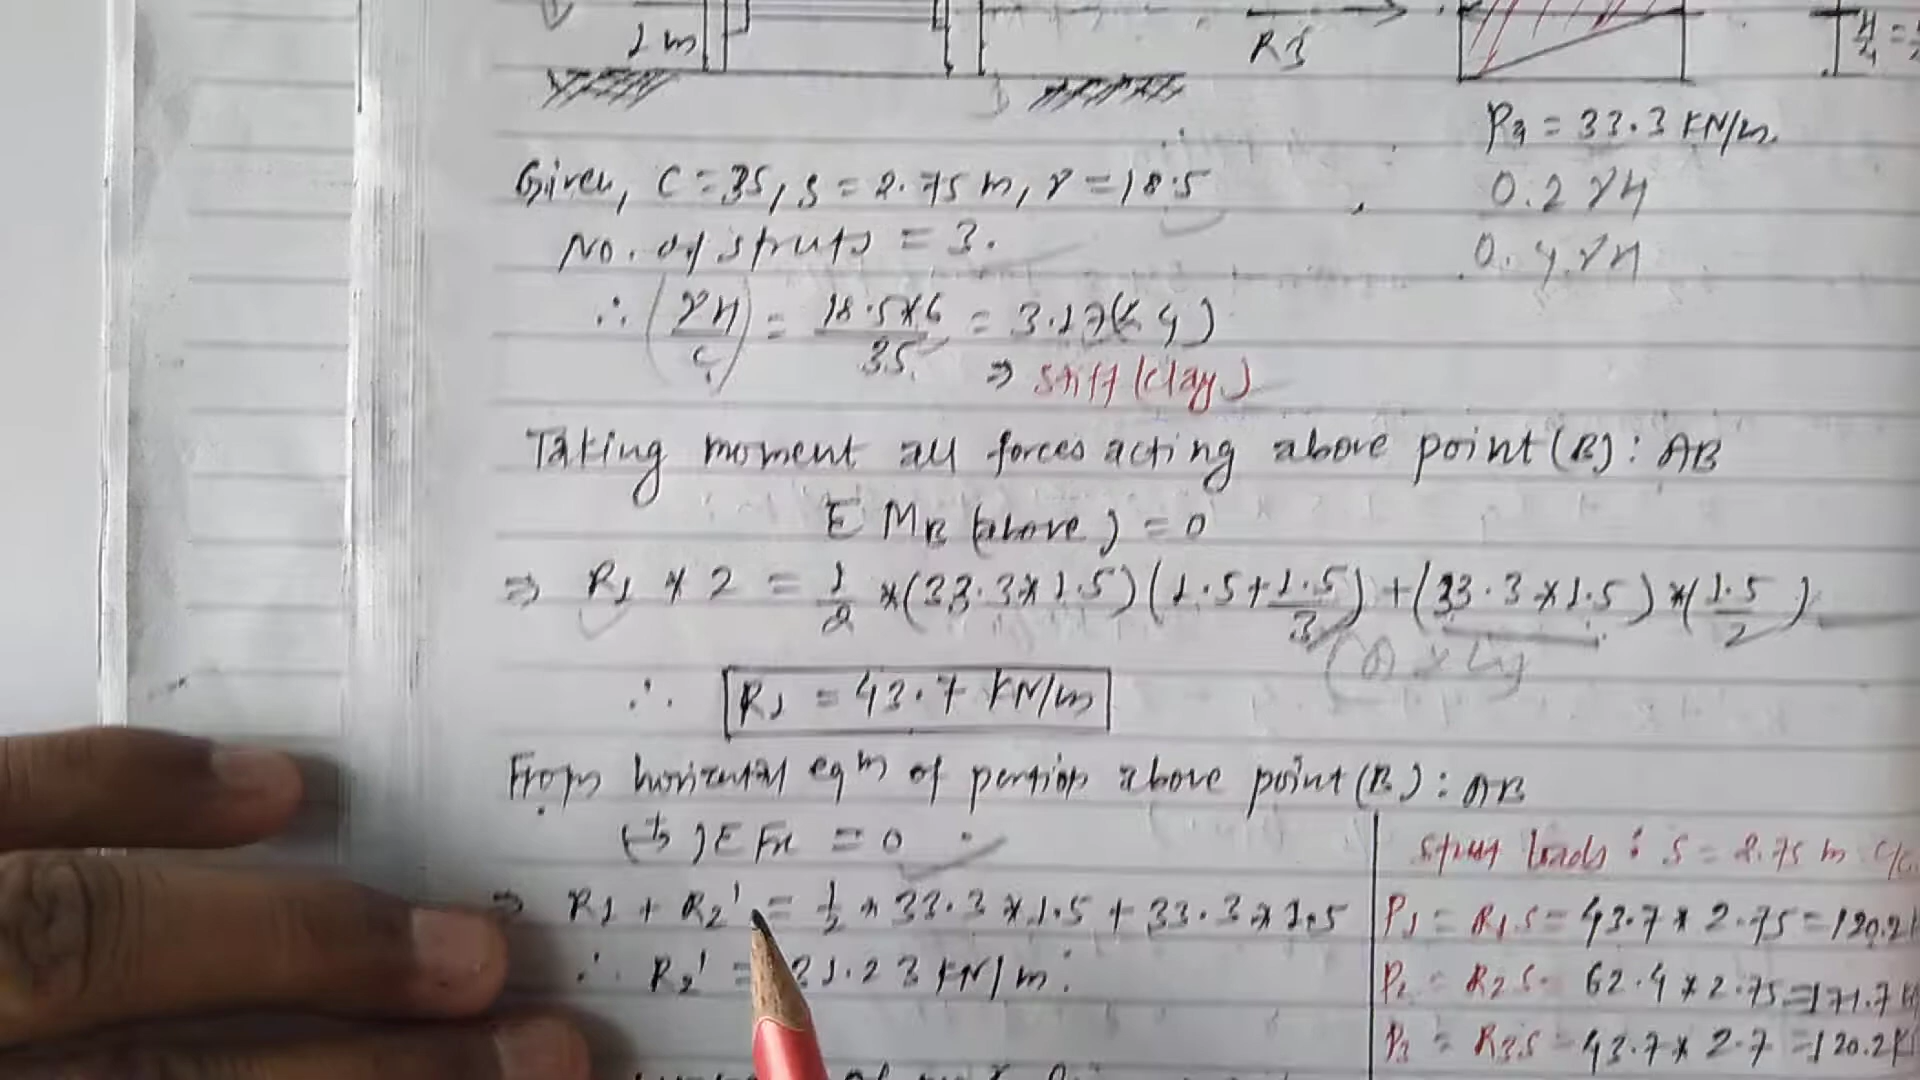 1 m
R3
Pa = 33.3 KN/m.
Given, C = 35, S = 2.75 m, γ = 18.5
0.2 γH
No. of struts = 3.
0.4 γH
∴ (γH/c) = 18.5*6/35 = 3.17 (< 4)
⇒ stiff (clay)
Taking moment all forces acting above point (B): AB
Σ MB (above) = 0
⇒ R1 * 2 = 1/2 * (33.3 * 1.5) (1.5 + 1.5/3) + (33.3 * 1.5) * (1.5/2)
∴ R1 = 43.7 KN/m
From horizontal eqm of portion above point (B): AB
(→+) Σ FH = 0
⇒ R1 + R2' = 1/2 * 33.3 * 1.5 + 33.3 * 1.5
∴ R2' = 31.23 KN/m.
Strut loads: S = 2.75 m c/c
P1 = R1.S = 43.7 * 2.75 = 120.2 K
P2 = R2 S = 62.4 * 2.75 = 171.7 K
P3 = R3.S = 43.7 * 2.7 = 120.2 K